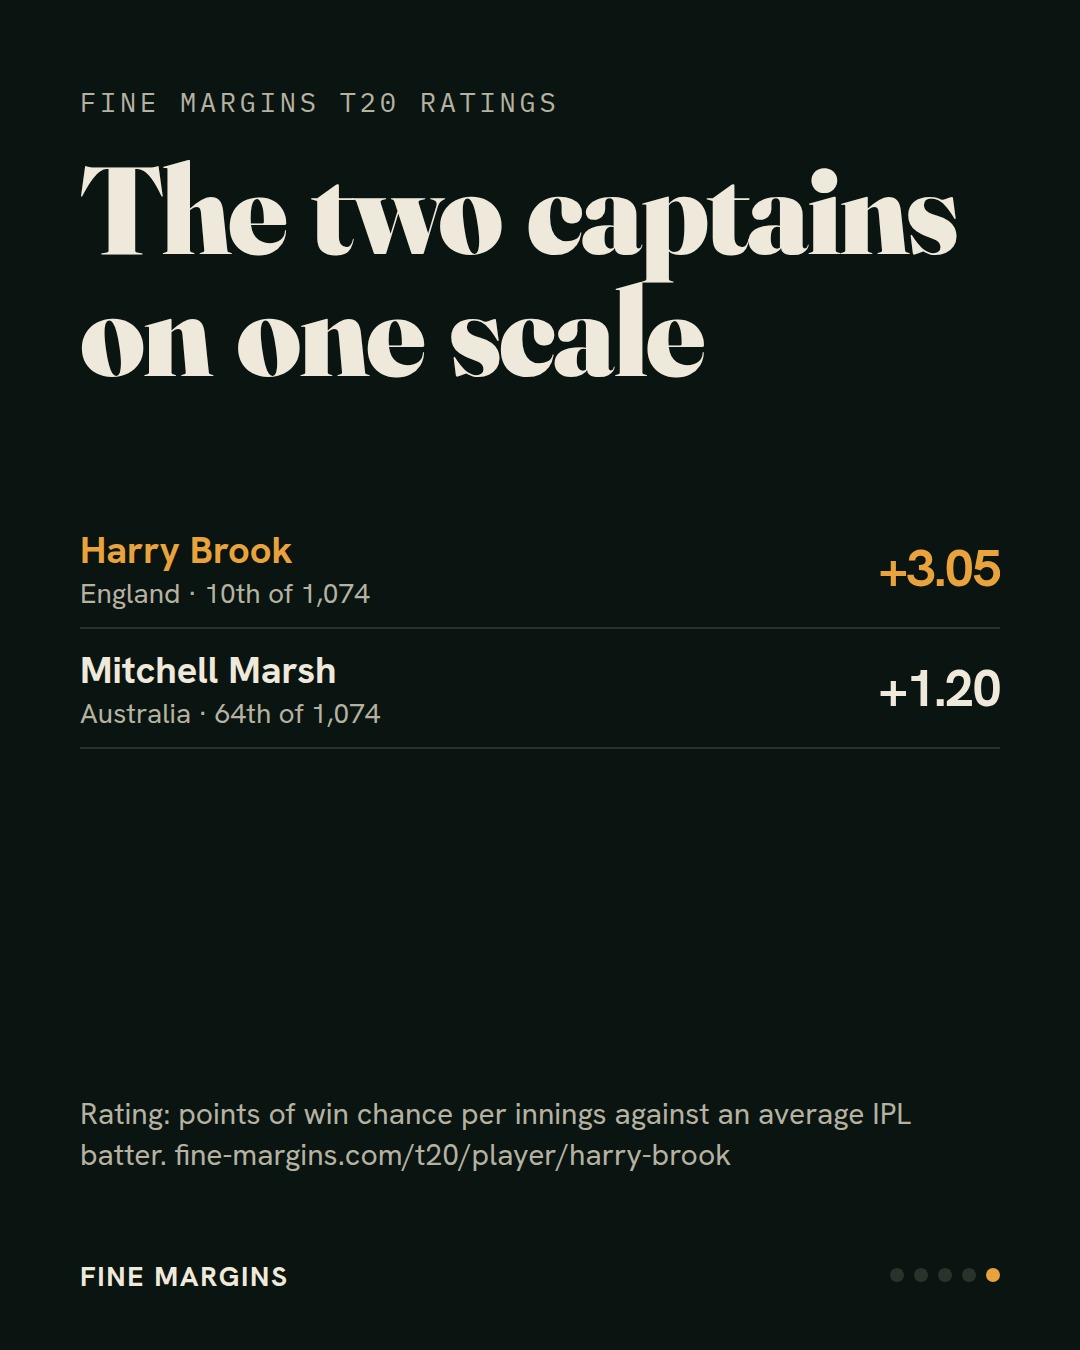 FINE MARGINS T20 RATINGS
The two captains
on one scale
Harry Brook
England · 10th of 1,074
+3.05
Mitchell Marsh
Australia · 64th of 1,074
+1.20
Rating: points of win chance per innings against an average IPL
batter. fine-margins.com/t20/player/harry-brook
FINE MARGINS